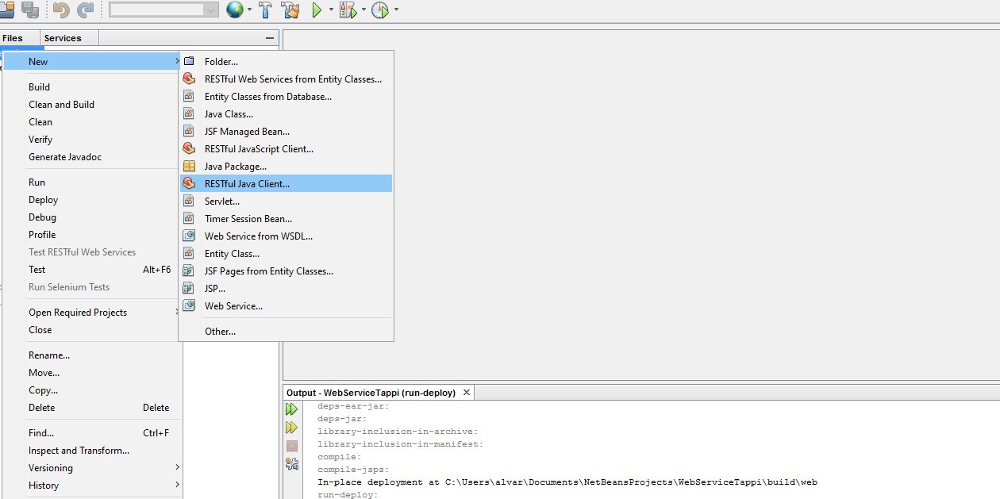 Files
Services
New
Build
Clean and Build
Clean
Verify
Generate Javadoc
Run
Deploy
Debug
Profile
Test RESTful Web Services
Test Alt+F6
Run Selenium Tests
Open Required Projects
Close
Rename...
Move...
Copy...
Delete Delete
Find... Ctrl+F
Inspect and Transform...
Versioning
History
Folder...
RESTful Web Services from Entity Classes...
Entity Classes from Database...
Java Class...
JSF Managed Bean...
RESTful JavaScript Client...
Java Package...
RESTful Java Client...
Servlet...
Timer Session Bean...
Web Service from WSDL...
Entity Class...
JSF Pages from Entity Classes...
JSP...
Web Service...
Other...
Output - WebServiceTappi (run-deploy)
deps-ear-jar:
deps-jar:
library-inclusion-in-archive:
library-inclusion-in-manifest:
compile:
compile-jsps:
In-place deployment at C:\Users\alvar\Documents\NetBeansProjects\WebServiceTappi\build\web
run-deploy: